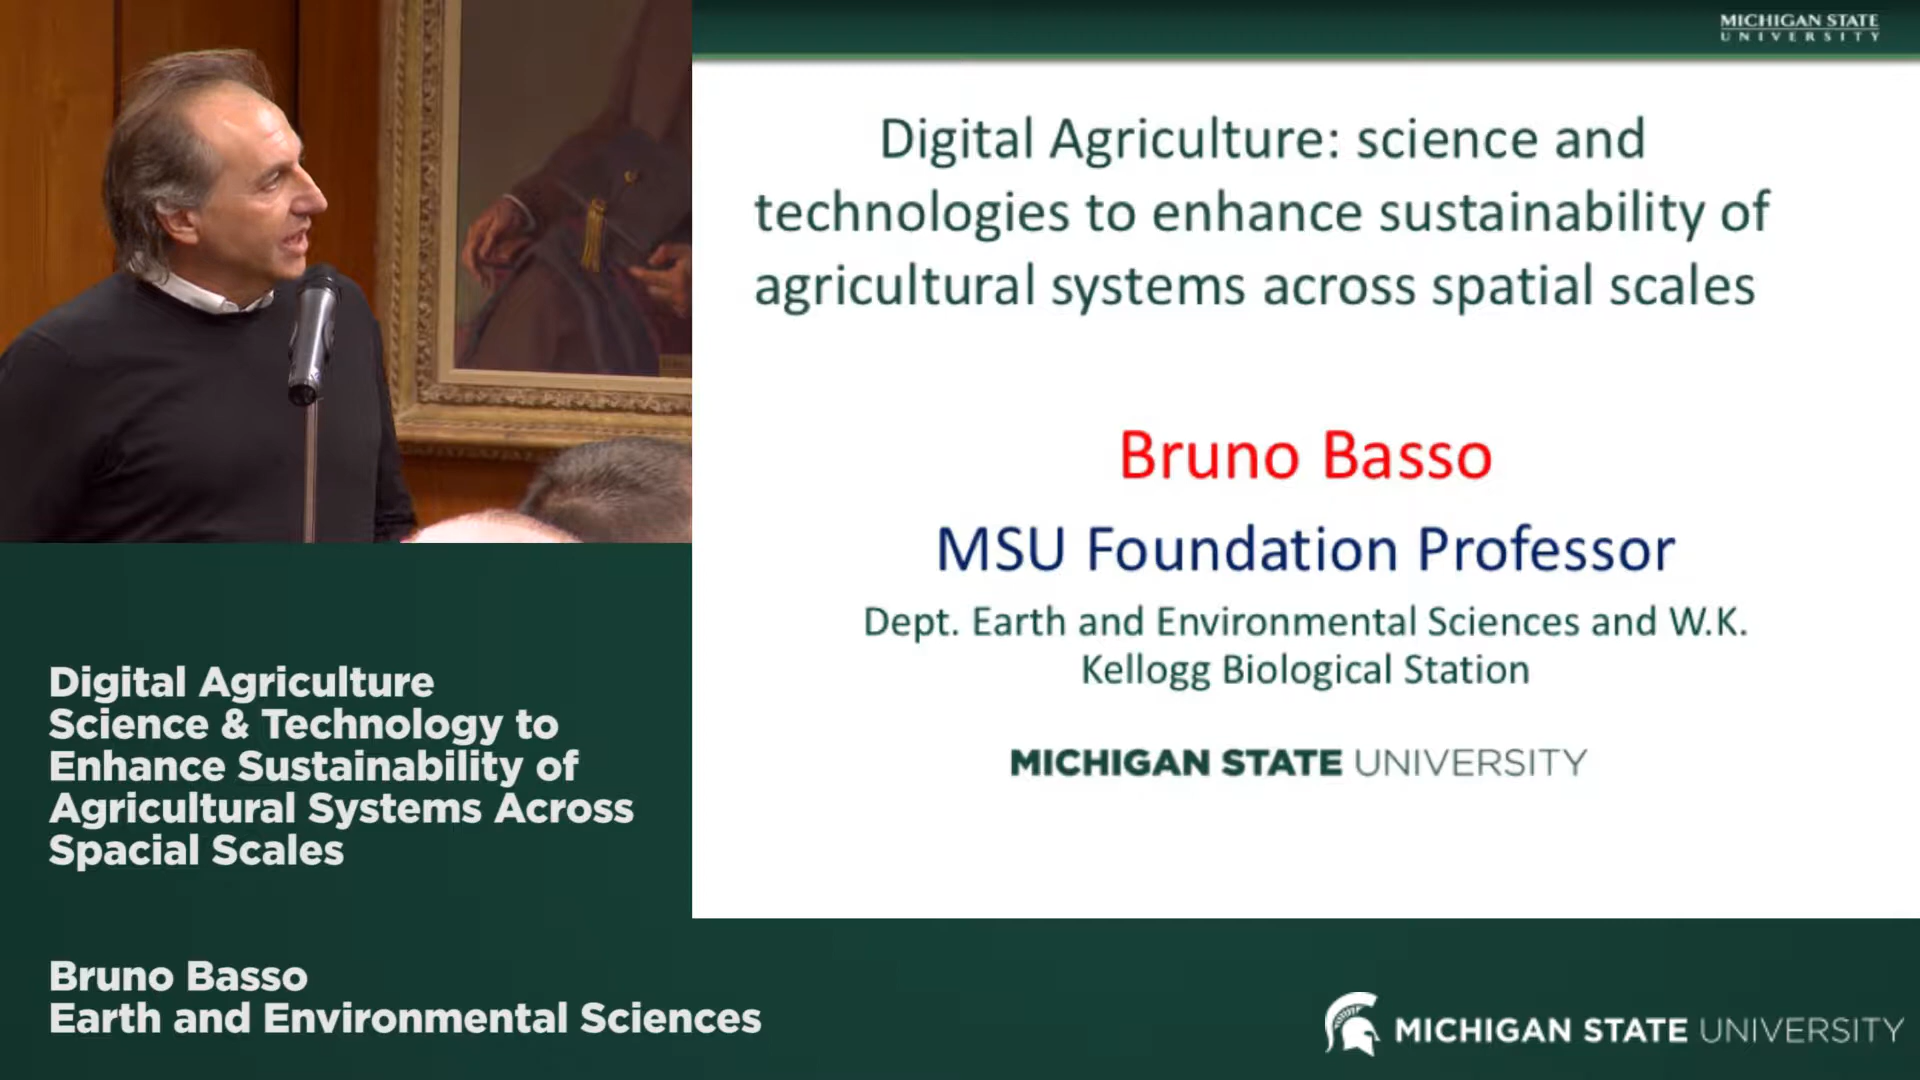 MICHIGAN STATE
UNIVERSITY
Digital Agriculture: science and
technologies to enhance sustainability of
agricultural systems across spatial scales
Bruno Basso
MSU Foundation Professor
Dept. Earth and Environmental Sciences and W.K.
Kellogg Biological Station
MICHIGAN STATE UNIVERSITY
Digital Agriculture
Science & Technology to
Enhance Sustainability of
Agricultural Systems Across
Spacial Scales
Bruno Basso
Earth and Environmental Sciences
MICHIGAN STATE UNIVERSITY